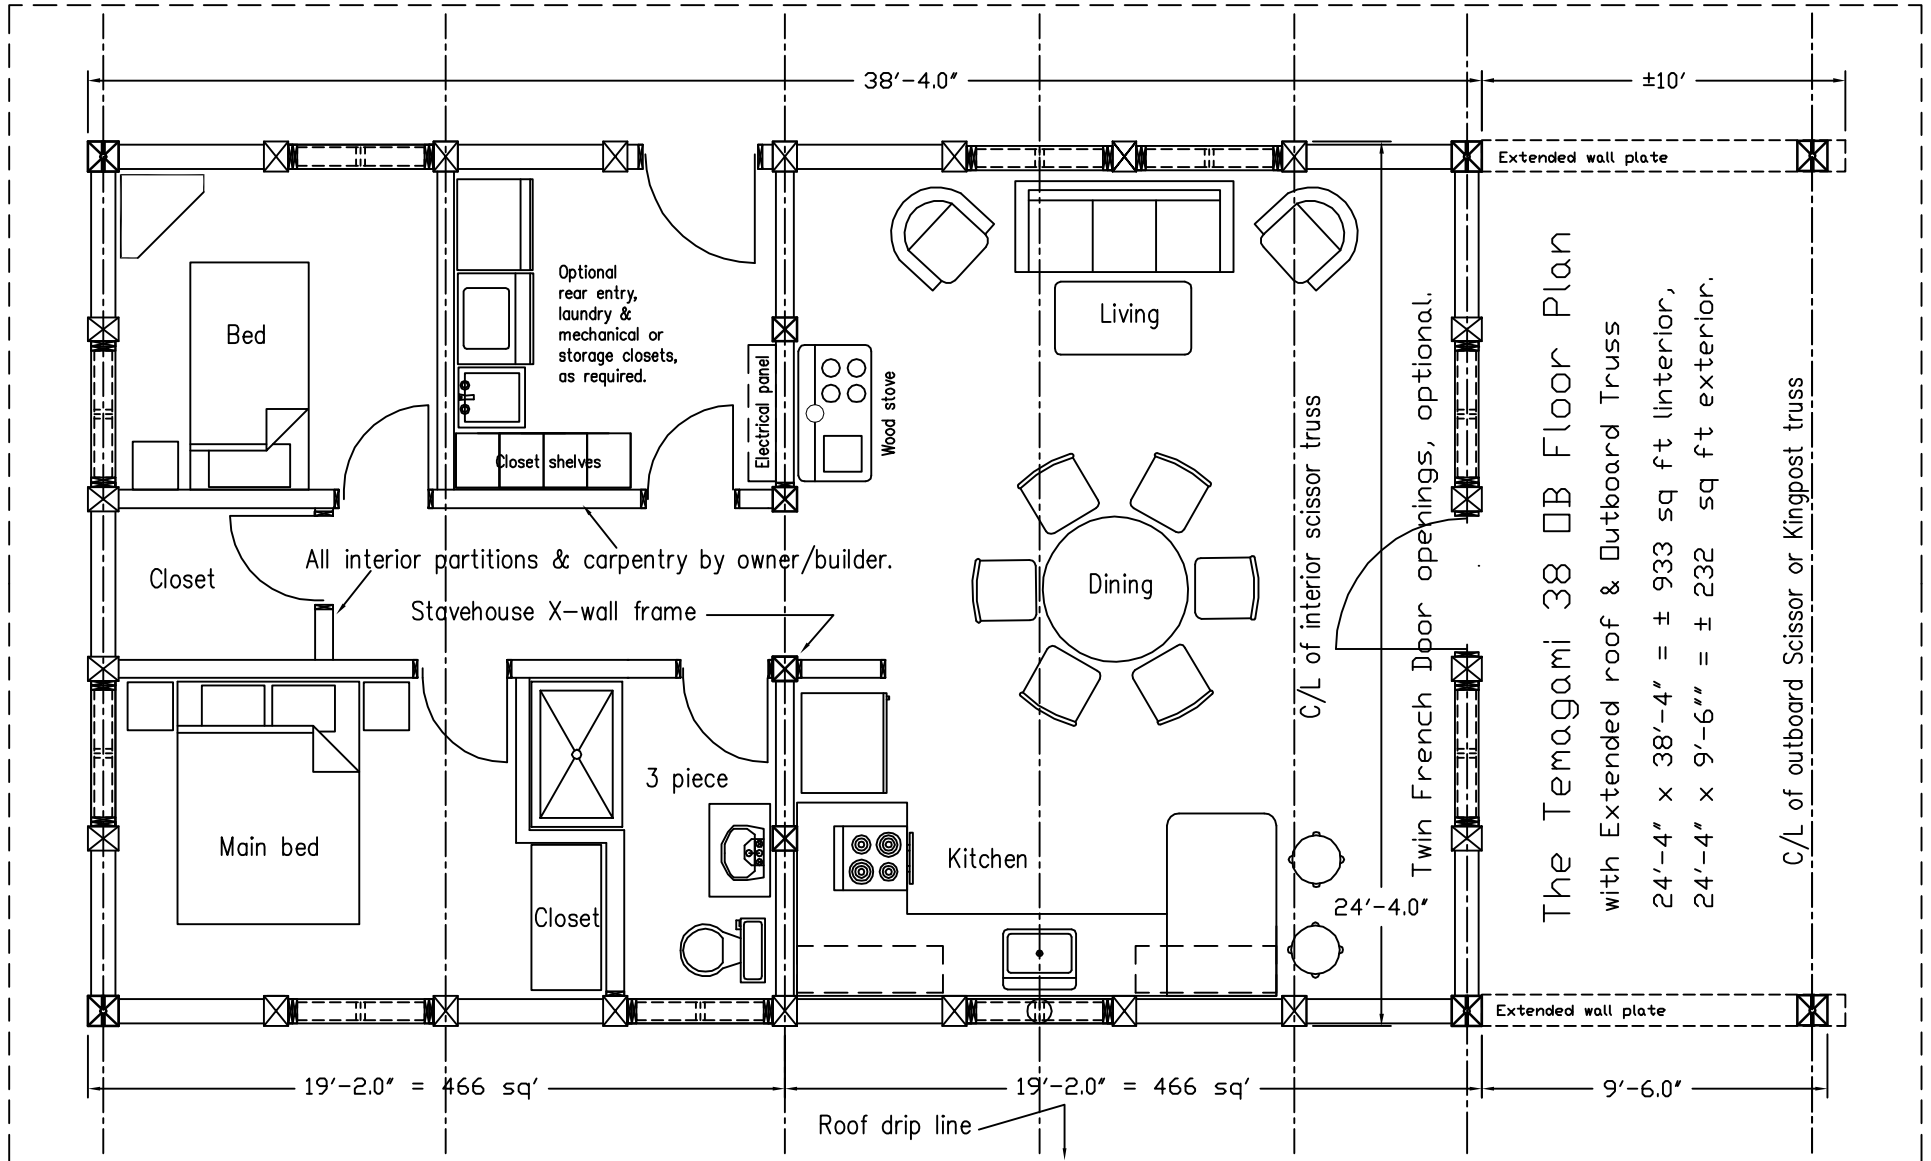 38'-4.0"
±10'
Extended wall plate
Bed
Optional
rear entry,
laundry &
mechanical or
storage closets,
as required.
Electrical panel
Wood stove
Closet shelves
Living
All interior partitions & carpentry by owner/builder.
Closet
Stavehouse X-wall frame
Dining
C/L of interior scissor truss
Twin French Door openings, optional.
The Temagami 38 OB Floor Plan
with Extended roof & Outboard Truss
24'-4" x 38'-4" = ± 933 sq ft linterior,
24'-4" x 9'-6"" = ± 232 sq ft exterior.
C/L of outboard Scissor or Kingpost truss
3 piece
Main bed
Kitchen
Closet
24'-4.0"
Extended wall plate
19'-2.0" = 466 sq'
19'-2.0" = 466 sq'
9'-6.0"
Roof drip line